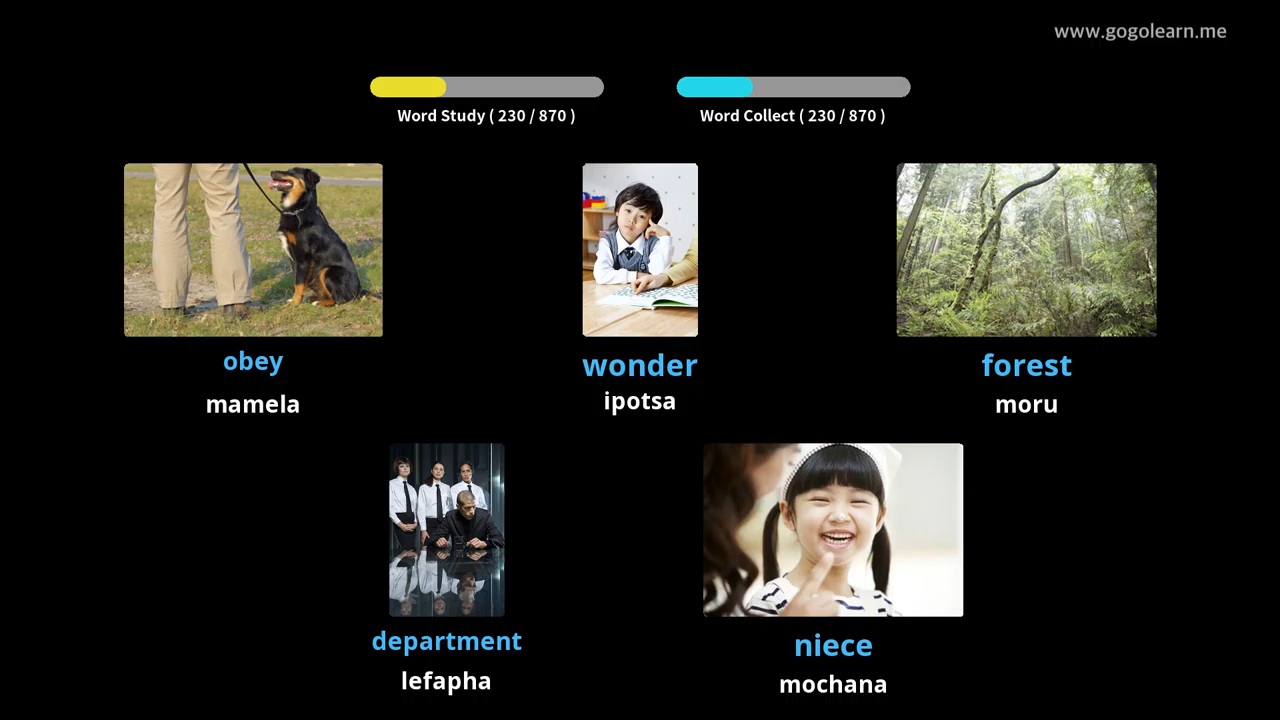 www.gogolearn.me
Word Study ( 230 / 870 )
Word Collect ( 230 / 870 )
obey
mamela
wonder
ipotsa
forest
moru
department
lefapha
niece
mochana